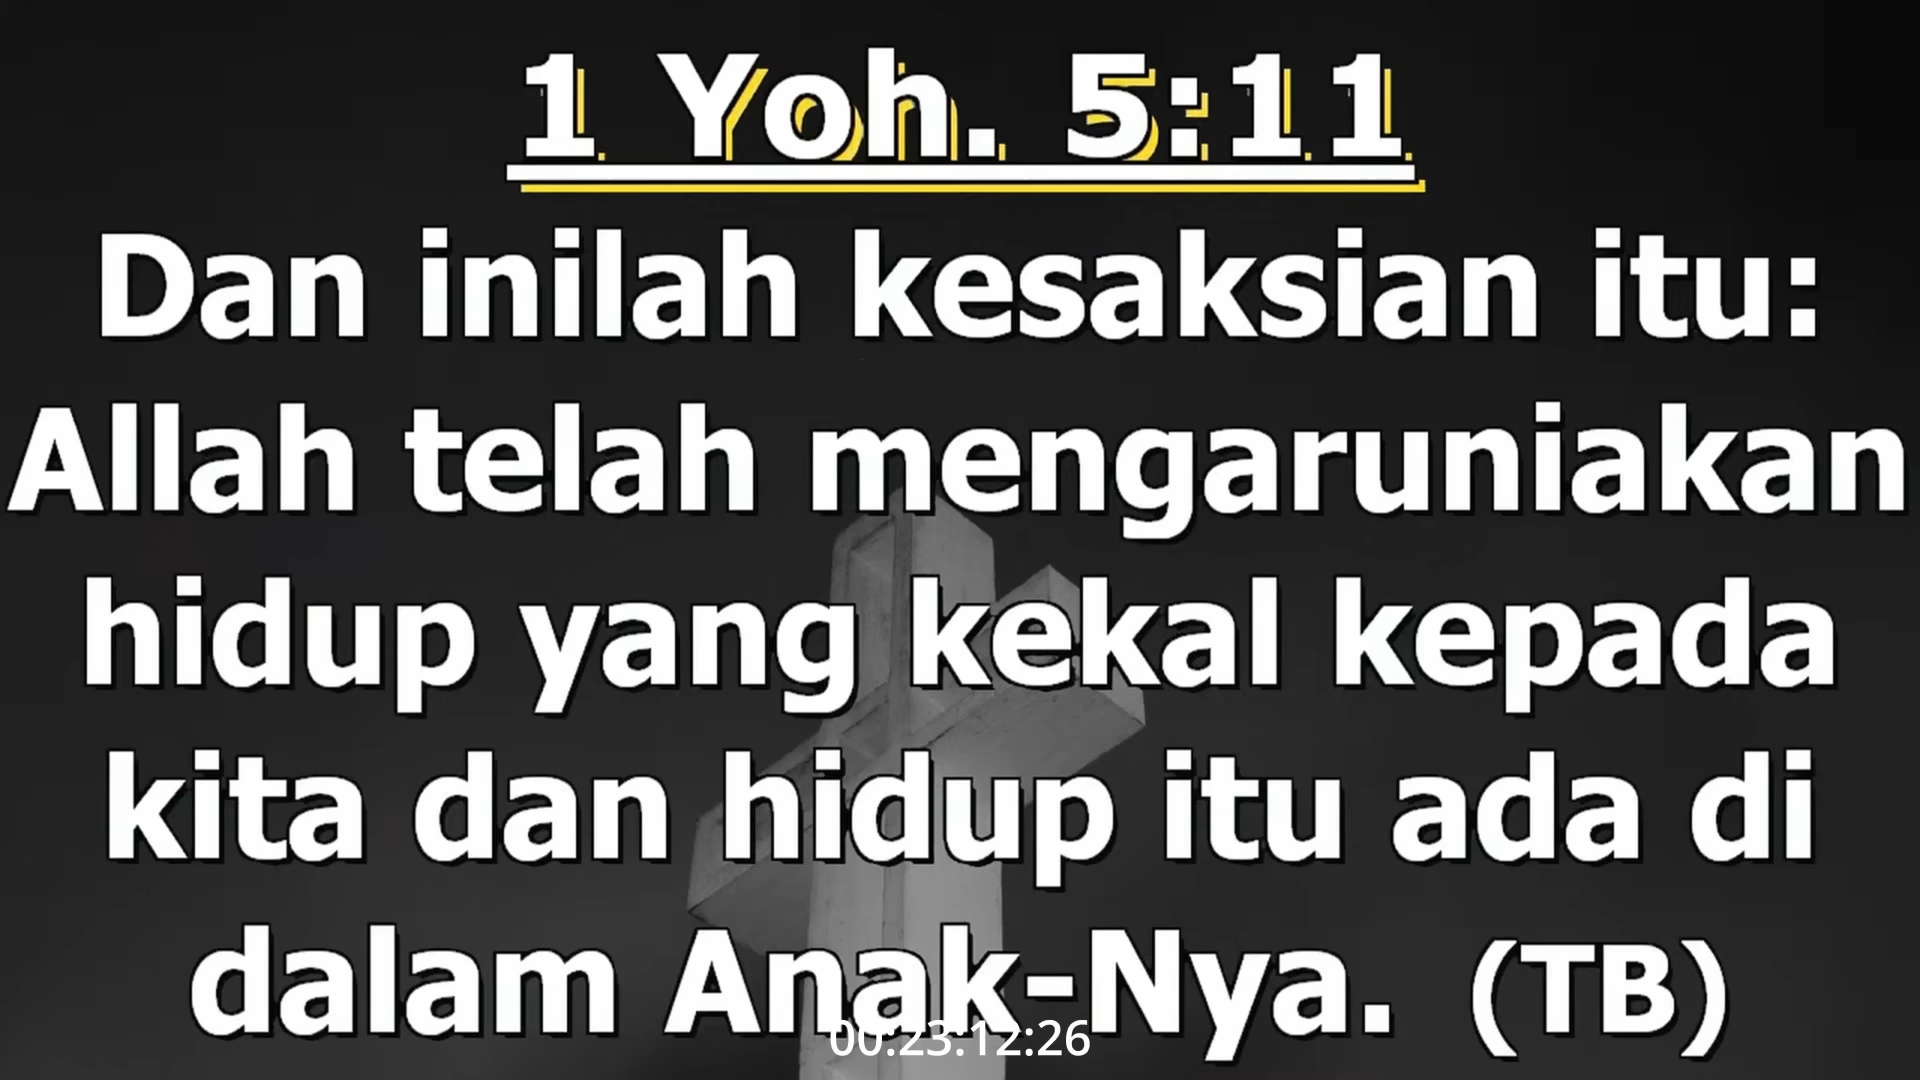 1 Yoh. 5:11
Dan inilah kesaksian itu:
Allah telah mengaruniakan
hidup yang kekal kepada
kita dan hidup itu ada di
dalam Anak-Nya. (TB)
00:23:12:26